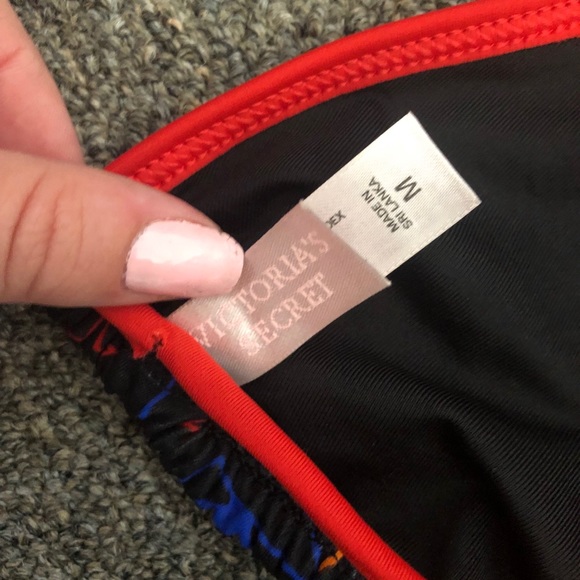 VICTORIA'S
SECRET
MADE IN
SRI LANKA
M